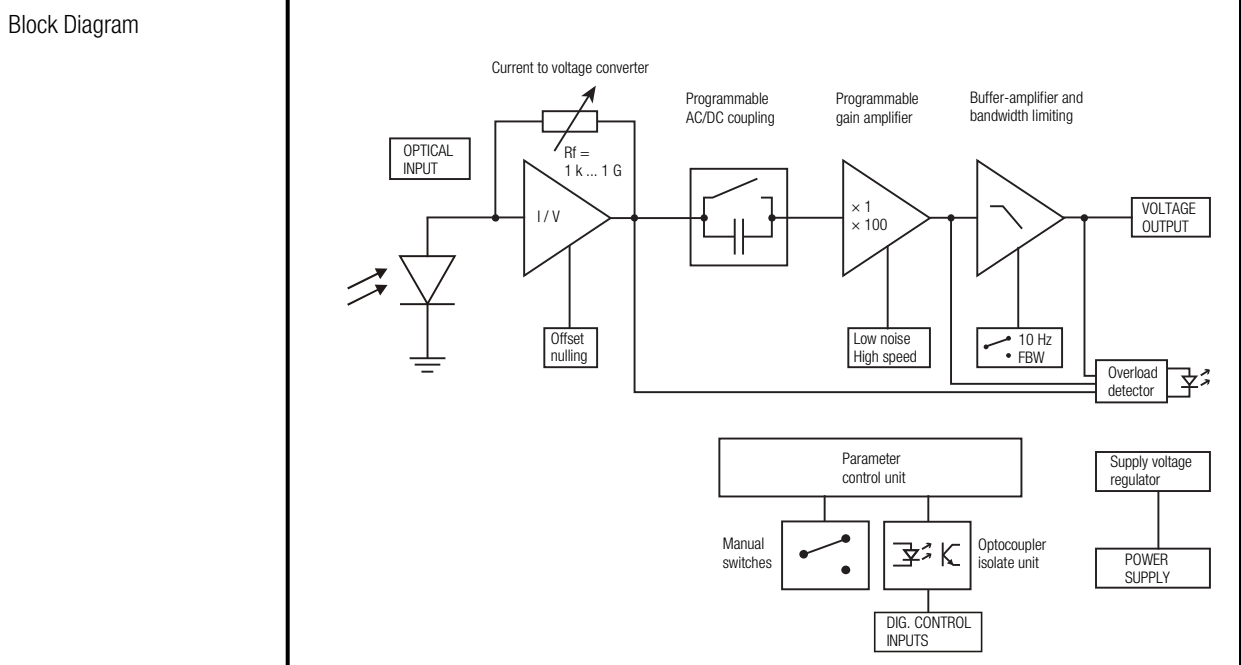 Block Diagram
Current to voltage converter
Programmable
AC/DC coupling
Programmable
gain amplifier
Buffer-amplifier and
bandwidth limiting
OPTICAL
INPUT
Rf =
1 k ... 1 G
I / V
× 1
× 100
VOLTAGE
OUTPUT
Offset
nulling
Low noise
High speed
10 Hz
FBW
Overload
detector
Parameter
control unit
Supply voltage
regulator
Manual
switches
Optocoupler
isolate unit
POWER
SUPPLY
DIG. CONTROL
INPUTS